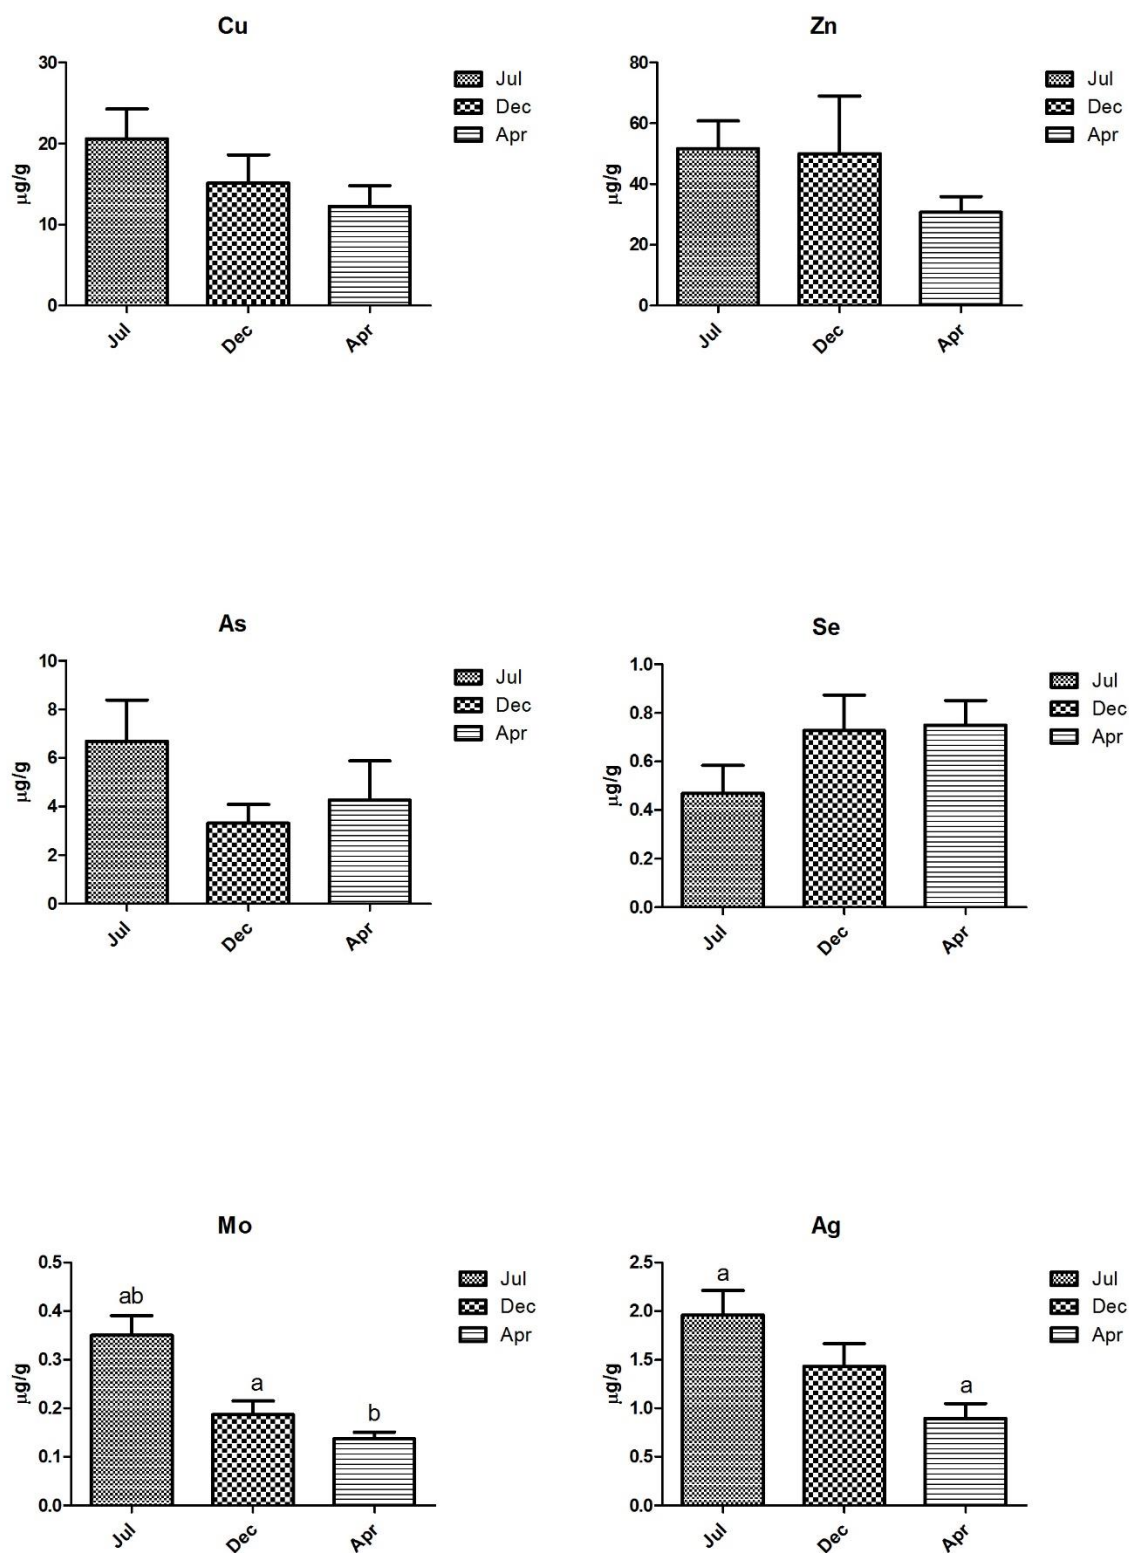 Cu
30
20
10
0
μg/g
Jul
Dec
Apr
Jul
Dec
Apr
Zn
80
60
40
20
0
μg/g
Jul
Dec
Apr
Jul
Dec
Apr
As
10
8
6
4
2
0
μg/g
Jul
Dec
Apr
Jul
Dec
Apr
Se
1.0
0.8
0.6
0.4
0.2
0.0
μg/g
Jul
Dec
Apr
Jul
Dec
Apr
Mo
0.5
0.4
0.3
0.2
0.1
0.0
μg/g
ab
a
b
Jul
Dec
Apr
Jul
Dec
Apr
Ag
2.5
2.0
1.5
1.0
0.5
0.0
μg/g
a
a
Jul
Dec
Apr
Jul
Dec
Apr